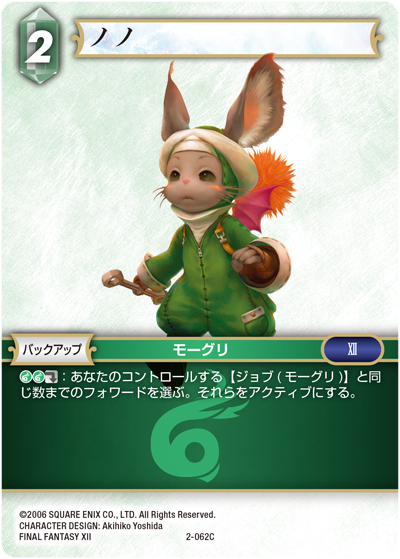 2
ノノ
バックアップ
モーグリ
XII
：あなたのコントロールする【ジョブ(モーグリ)】と同
じ数までのフォワードを選ぶ。それらをアクティブにする。
©2006 SQUARE ENIX CO., LTD. All Rights Reserved.
CHARACTER DESIGN: Akihiko Yoshida
FINAL FANTASY XII
2-062C